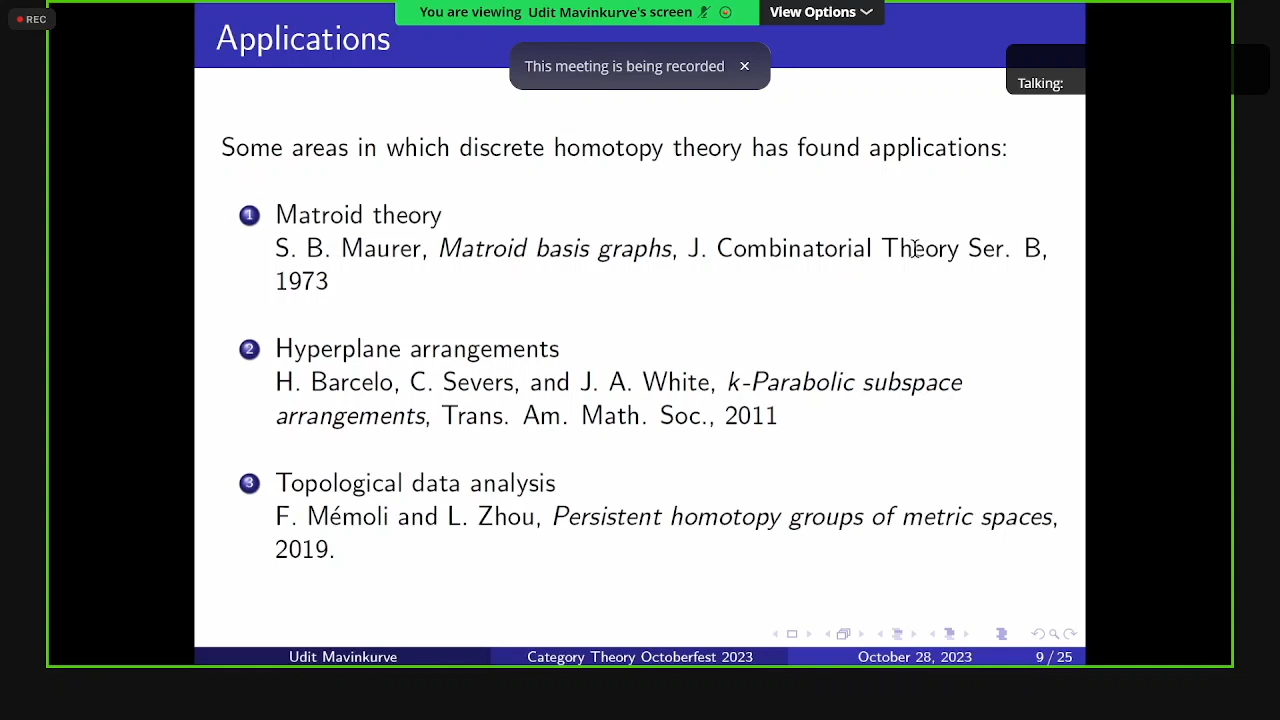 REC
You are viewing Udit Mavinkurve's screen
View Options
Applications
This meeting is being recorded
Talking:
Some areas in which discrete homotopy theory has found applications:
1 Matroid theory
S. B. Maurer, Matroid basis graphs, J. Combinatorial Theory Ser. B,
1973
2 Hyperplane arrangements
H. Barcelo, C. Severs, and J. A. White, k-Parabolic subspace
arrangements, Trans. Am. Math. Soc., 2011
3 Topological data analysis
F. Mémoli and L. Zhou, Persistent homotopy groups of metric spaces,
2019.
Udit Mavinkurve
Category Theory Octoberfest 2023
October 28, 2023
9 / 25